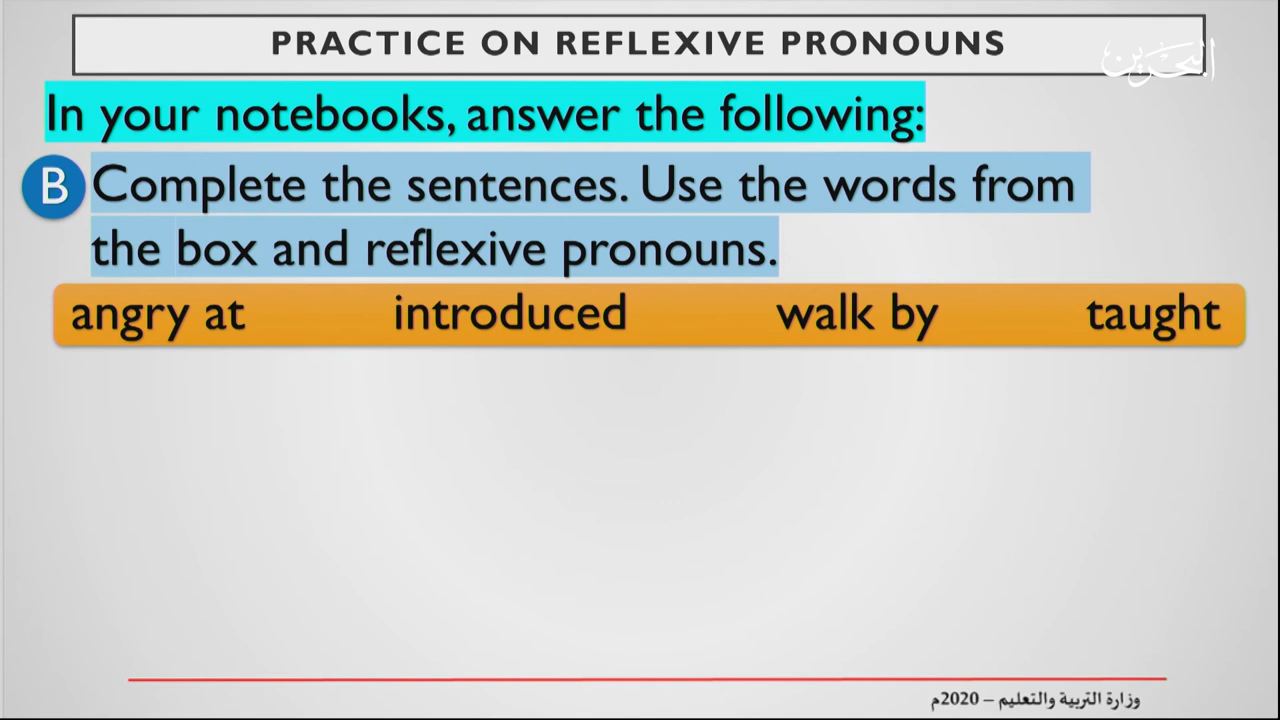 PRACTICE ON REFLEXIVE PRONOUNS
البحرين
In your notebooks, answer the following:
B Complete the sentences. Use the words from
the box and reflexive pronouns.
angry at introduced walk by taught
وزارة التربية والتعليم – 2020م